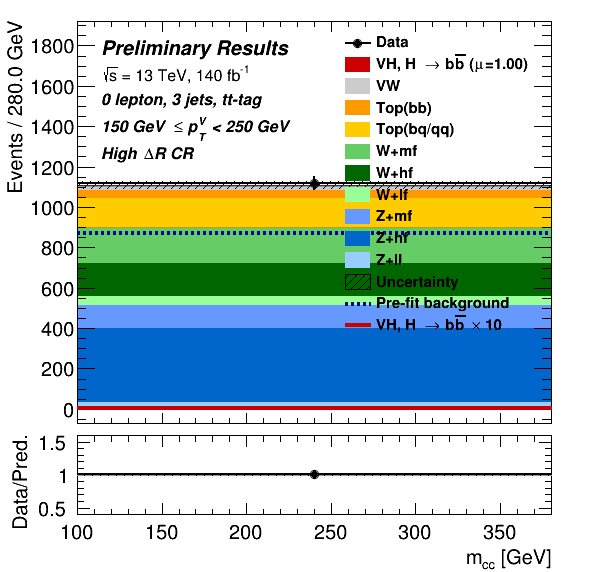 Events / 280.0 GeV
1800
1600
1400
1200
1000
800
600
400
200
0
Preliminary Results
√s = 13 TeV, 140 fb⁻¹
0 lepton, 3 jets, tt-tag
150 GeV ≤ p_T^V < 250 GeV
High ΔR CR
Data
VH, H → bb̅ (μ=1.00)
VW
Top(bb)
Top(bq/qq)
W+mf
W+hf
W+lf
Z+mf
Z+hf
Z+ll
Uncertainty
Pre-fit background
VH, H → bb̅ × 10
Data/Pred.
1.5
1
0.5
100 150 200 250 300 350
m_cc [GeV]